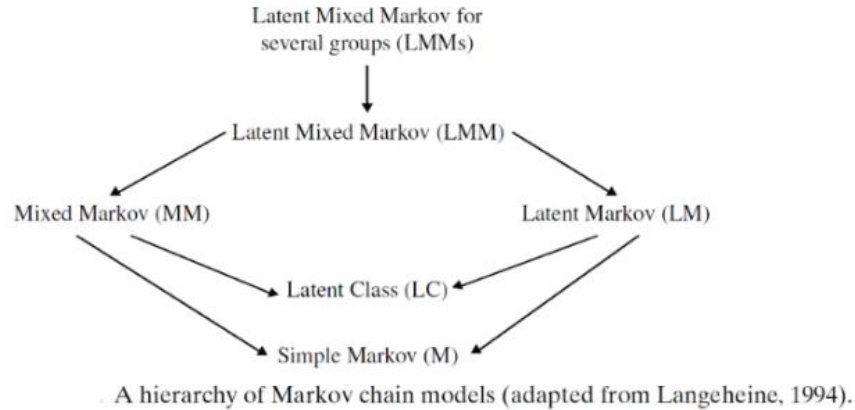 Latent Mixed Markov for
several groups (LMMs)
Latent Mixed Markov (LMM)
Mixed Markov (MM)
Latent Markov (LM)
Latent Class (LC)
Simple Markov (M)
A hierarchy of Markov chain models (adapted from Langeheine, 1994).